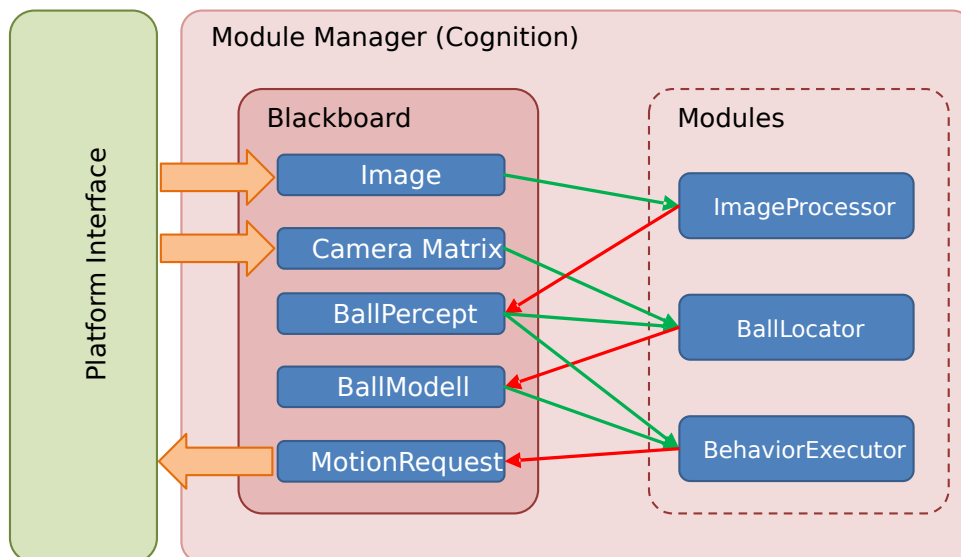 Platform Interface
Module Manager (Cognition)
Blackboard
Image
Camera Matrix
BallPercept
BallModell
MotionRequest
Modules
ImageProcessor
BallLocator
BehaviorExecutor